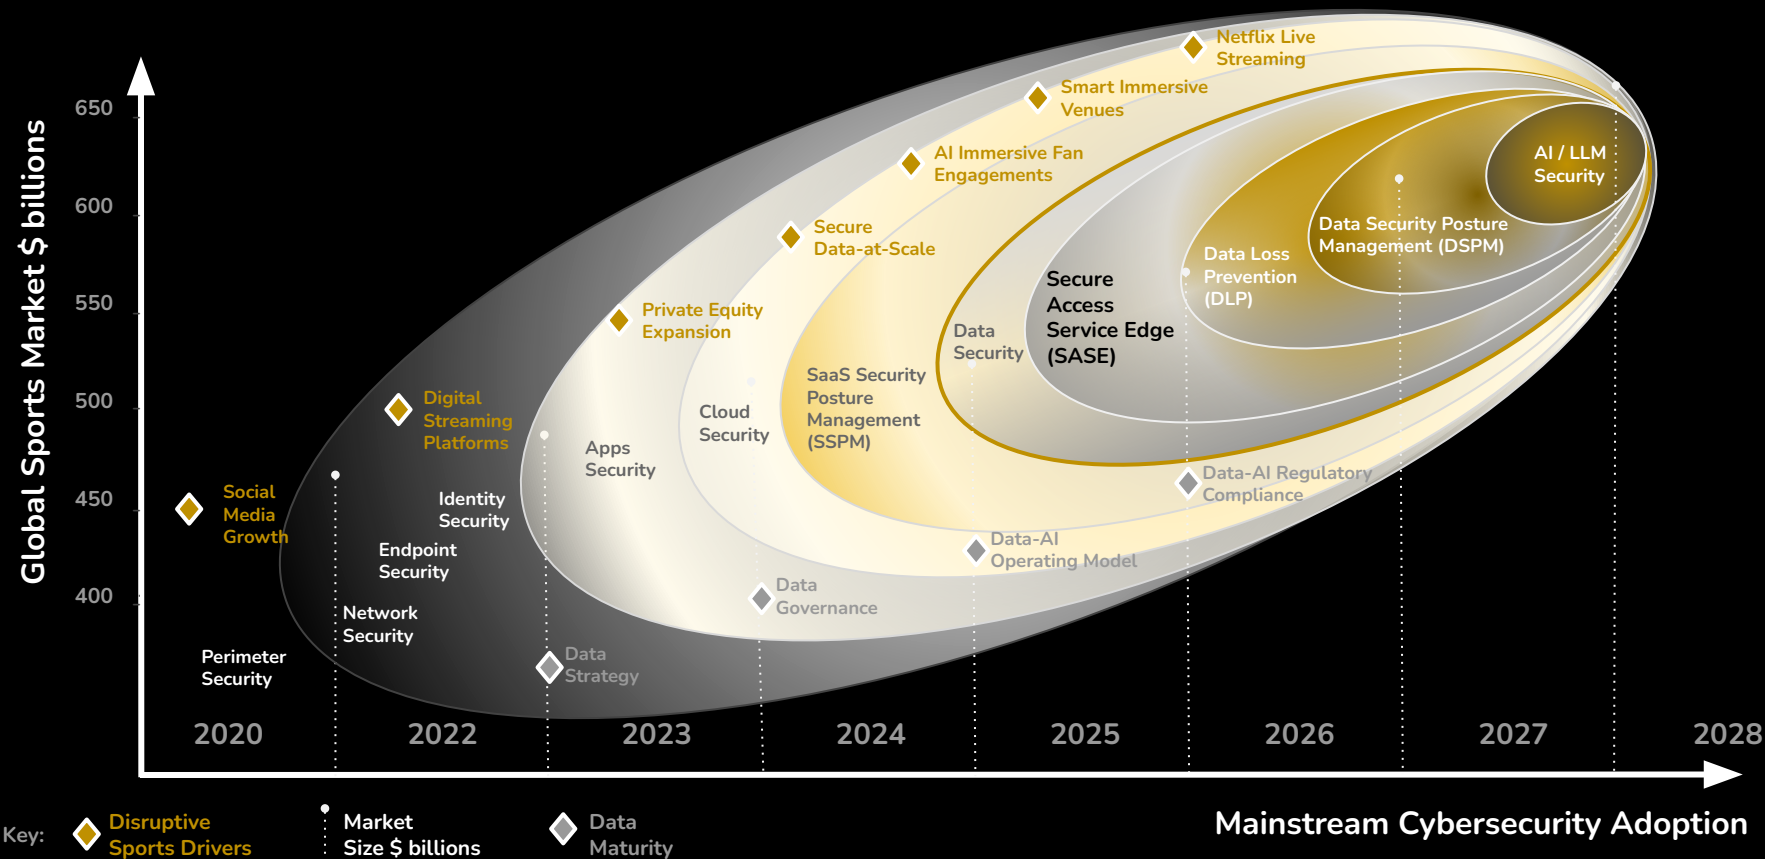 Global Sports Market $ billions
650
600
550
500
450
400
Netflix Live
Streaming
Smart Immersive
Venues
AI Immersive Fan
Engagements
Secure
Data-at-Scale
Private Equity
Expansion
Digital
Streaming
Platforms
Social
Media
Growth
Perimeter
Security
Network
Security
Endpoint
Security
Identity
Security
Apps
Security
Cloud
Security
SaaS Security
Posture
Management
(SSPM)
Data
Security
Secure
Access
Service Edge
(SASE)
Data Loss
Prevention
(DLP)
Data Security Posture
Management (DSPM)
AI / LLM
Security
Data
Strategy
Data
Governance
Data-AI
Operating Model
Data-AI Regulatory
Compliance
2020
2022
2023
2024
2025
2026
2027
2028
Mainstream Cybersecurity Adoption
Key:
Disruptive
Sports Drivers
Market
Size $ billions
Data
Maturity